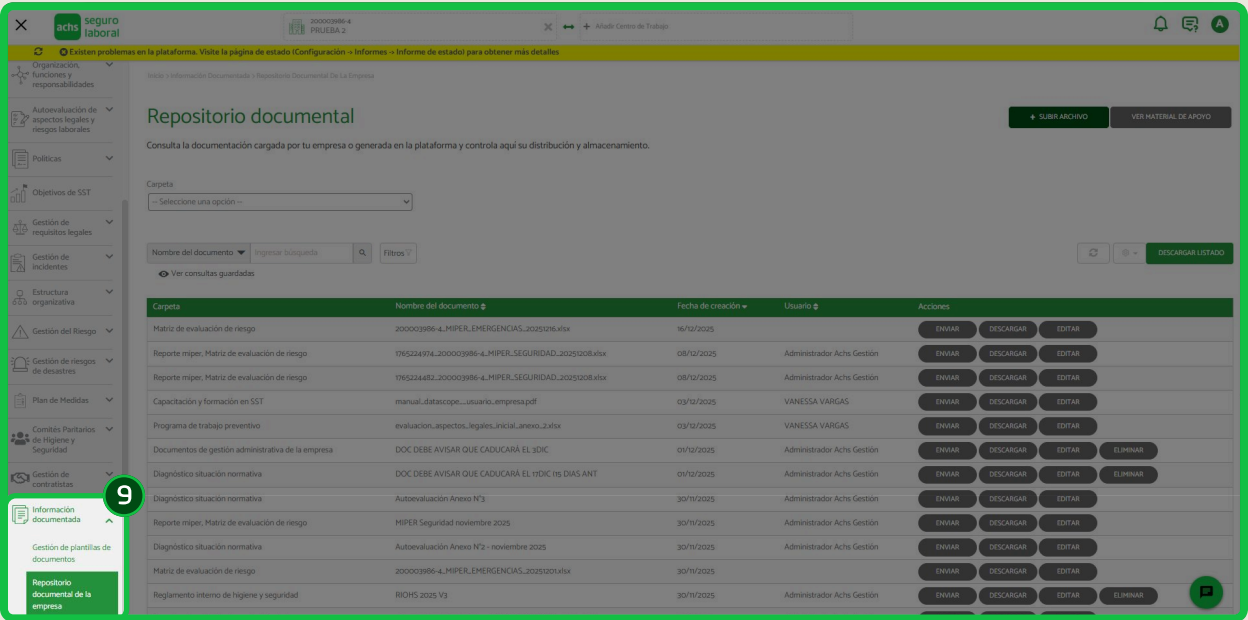 achs seguro laboral
200003986-4
PRUEBA 2
+ Añadir Centro de Trabajo
A
Existen problemas en la plataforma. Visite la página de estado (Configuración → Informes → Informe de estado) para obtener más detalles
Organización, funciones y responsabilidades
Autoevaluación de aspectos legales y riesgos laborales
Políticas
Objetivos de SST
Gestión de requisitos legales
Gestión de incidentes
Estructura organizativa
Gestión del Riesgo
Gestión de riesgos de desastres
Plan de Medidas
Comités Paritarios de Higiene y Seguridad
Gestión de contratistas
9
Información documentada
Gestión de plantillas de documentos
Repositorio documental de la empresa
Inicio > Información Documentada > Repositorio Documental De La Empresa
Repositorio documental
+ SUBIR ARCHIVO
VER MATERIAL DE APOYO
Consulta la documentación cargada por tu empresa o generada en la plataforma y controla aquí su distribución y almacenamiento.
Carpeta
-- Seleccione una opción --
Nombre del documento
Ingresar búsqueda
Filtros
DESCARGAR LISTADO
Ver consultas guardadas
Carpeta Nombre del documento Fecha de creación Usuario Acciones
Matriz de evaluación de riesgo 200003986-4_MIPER_EMERGENCIAS_20251216.xlsx 16/12/2025 ENVIAR DESCARGAR EDITAR
Reporte miper, Matriz de evaluación de riesgo 1765224974_200003986-4_MIPER_SEGURIDAD_20251208.xlsx 08/12/2025 Administrador Achs Gestión ENVIAR DESCARGAR EDITAR
Reporte miper, Matriz de evaluación de riesgo 1765224482_200003986-4_MIPER_SEGURIDAD_20251208.xlsx 08/12/2025 Administrador Achs Gestión ENVIAR DESCARGAR EDITAR
Capacitación y formación en SST manual_datascope__usuario_empresa.pdf 03/12/2025 VANESSA VARGAS ENVIAR DESCARGAR EDITAR
Programa de trabajo preventivo evaluacion_aspectos_legales_inicial_anexo_2.xlsx 03/12/2025 VANESSA VARGAS ENVIAR DESCARGAR EDITAR
Documentos de gestión administrativa de la empresa DOC DEBE AVISAR QUE CADUCARÁ EL 3DIC 01/12/2025 Administrador Achs Gestión ENVIAR DESCARGAR EDITAR ELIMINAR
Diagnóstico situación normativa DOC DEBE AVISAR QUE CADUCARÁ EL 17DIC (15 DIAS ANT 01/12/2025 Administrador Achs Gestión ENVIAR DESCARGAR EDITAR ELIMINAR
Diagnóstico situación normativa Autoevaluación Anexo N°3 30/11/2025 Administrador Achs Gestión ENVIAR DESCARGAR EDITAR
Reporte miper, Matriz de evaluación de riesgo MIPER Seguridad noviembre 2025 30/11/2025 Administrador Achs Gestión ENVIAR DESCARGAR EDITAR
Diagnóstico situación normativa Autoevaluación Anexo N°2 - noviembre 2025 30/11/2025 Administrador Achs Gestión ENVIAR DESCARGAR EDITAR
Matriz de evaluación de riesgo 200003986-4_MIPER_EMERGENCIAS_20251201.xlsx 30/11/2025 ENVIAR DESCARGAR EDITAR
Reglamento interno de higiene y seguridad RIOHS 2025 V3 30/11/2025 Administrador Achs Gestión ENVIAR DESCARGAR EDITAR ELIMINAR